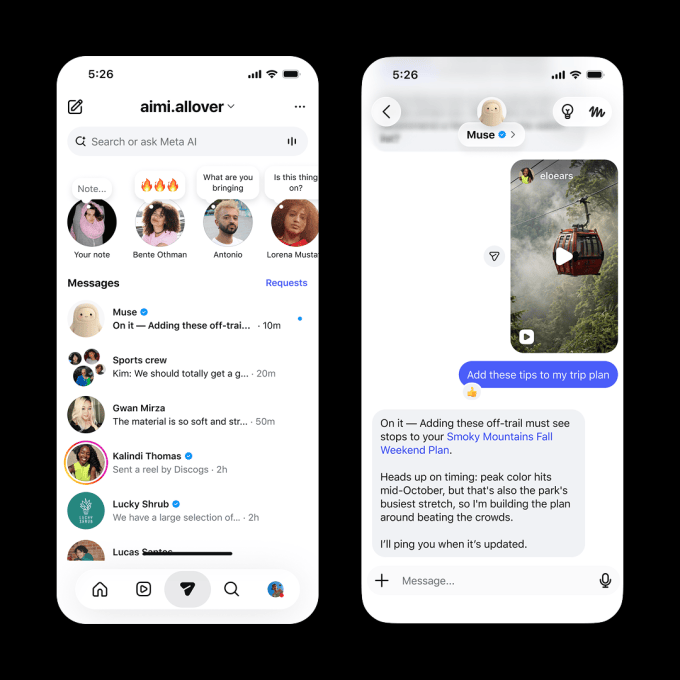 5:26
aimi.allover
Search or ask Meta AI
Note...
🔥🔥🔥
What are you
bringing
Is this thing
on?
Your note
Bente Othman
Antonio
Lorena Musta
Messages
Requests
Muse
On it — Adding these off-trai... · 10m
Sports crew
Kim: We should totally get a g... · 20m
Gwan Mirza
The material is so soft and str... · 50m
Kalindi Thomas
Sent a reel by Discogs · 2h
LUCKY
SHRUB
Lucky Shrub
We have a large selection of... · 2h
Lucas Santos
5:26
Muse
eloears
Add these tips to my trip plan
👍
On it — Adding these off-trail must see
stops to your Smoky Mountains Fall
Weekend Plan.
Heads up on timing: peak color hits
mid-October, but that's also the park's
busiest stretch, so I'm building the plan
around beating the crowds.
I'll ping you when it's updated.
Message...